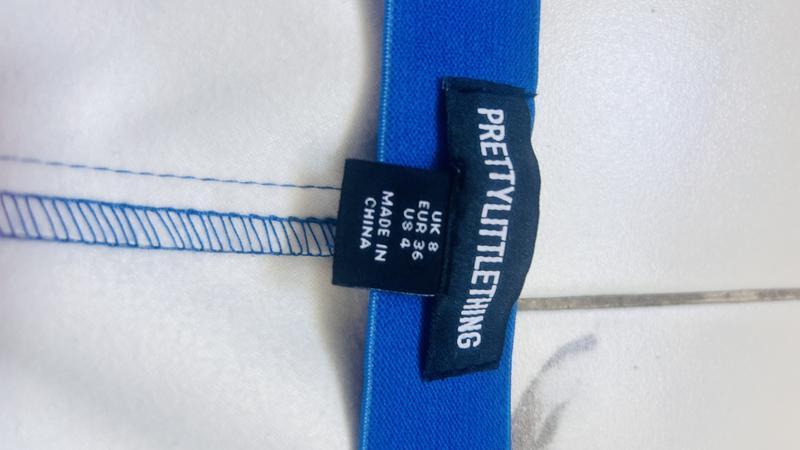 PRETTYLITTLETHING
UK 8
EUR 36
US 4
MADE IN
CHINA